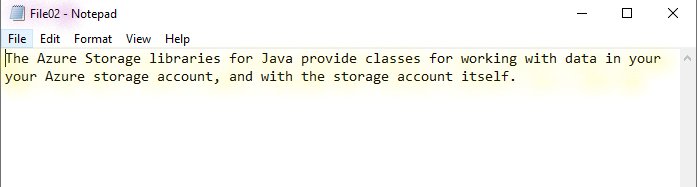 File02 - Notepad
File Edit Format View Help
The Azure Storage libraries for Java provide classes for working with data in your
your Azure storage account, and with the storage account itself.